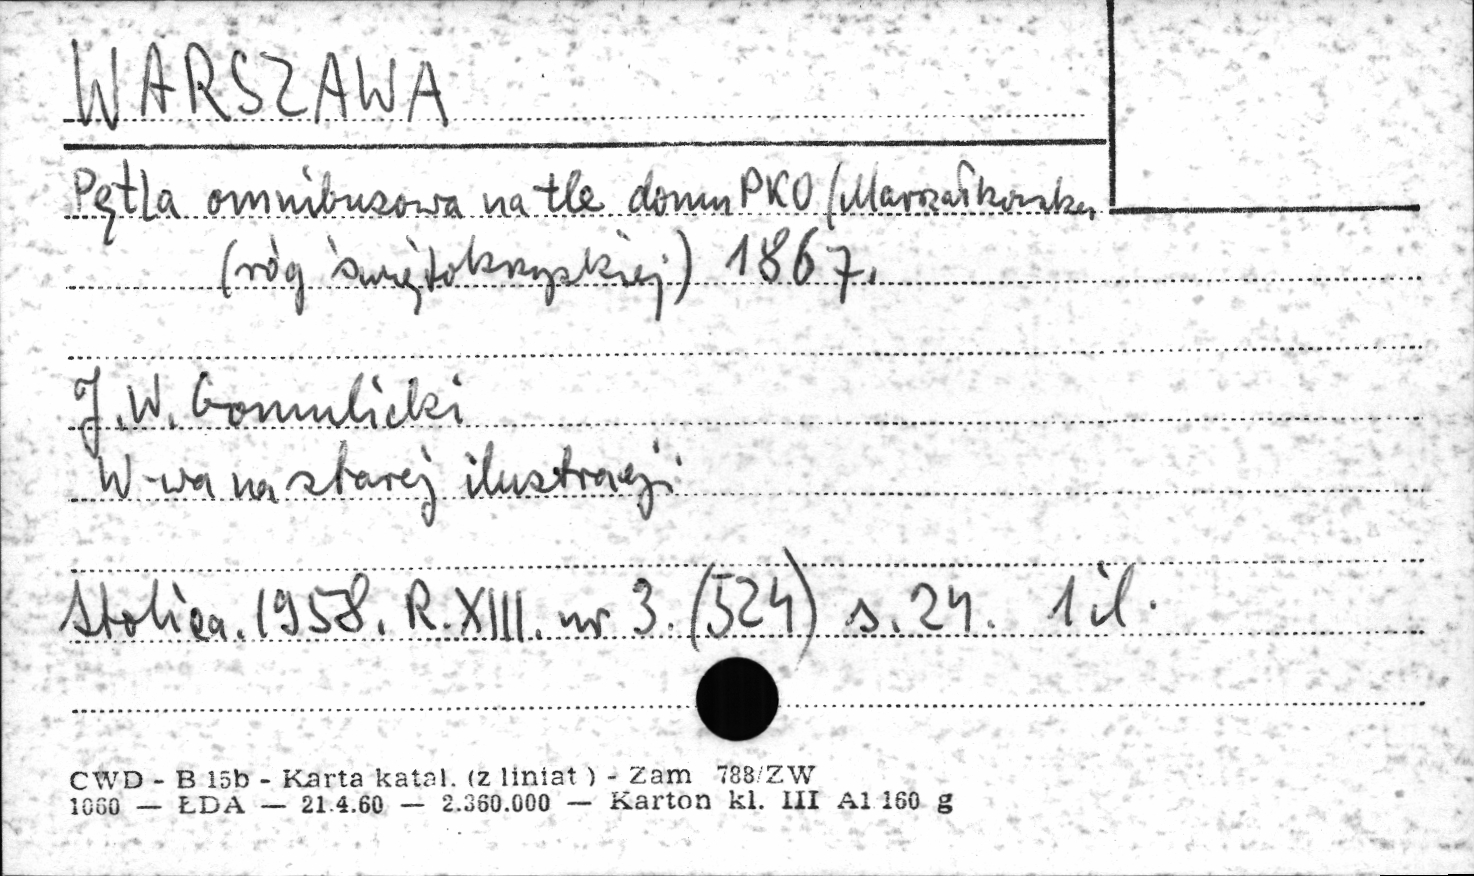 WARSZAWA
Pętla omnibusowa na tle domu PKO (Marszałkowska
(róg świętokrzyskiej) 1867.
J. W. Gomulicki
W-wa na starej ilustracji
Stolica. 1958. R. XIII. nr 3. (524) s. 24. 1 il.
CWD - B 15b - Karta katal. (z liniat ) - Zam 788/ZW
1060 — ŁDA — 21.4.60 — 2.360.000 — Karton kl. III A1 160 g